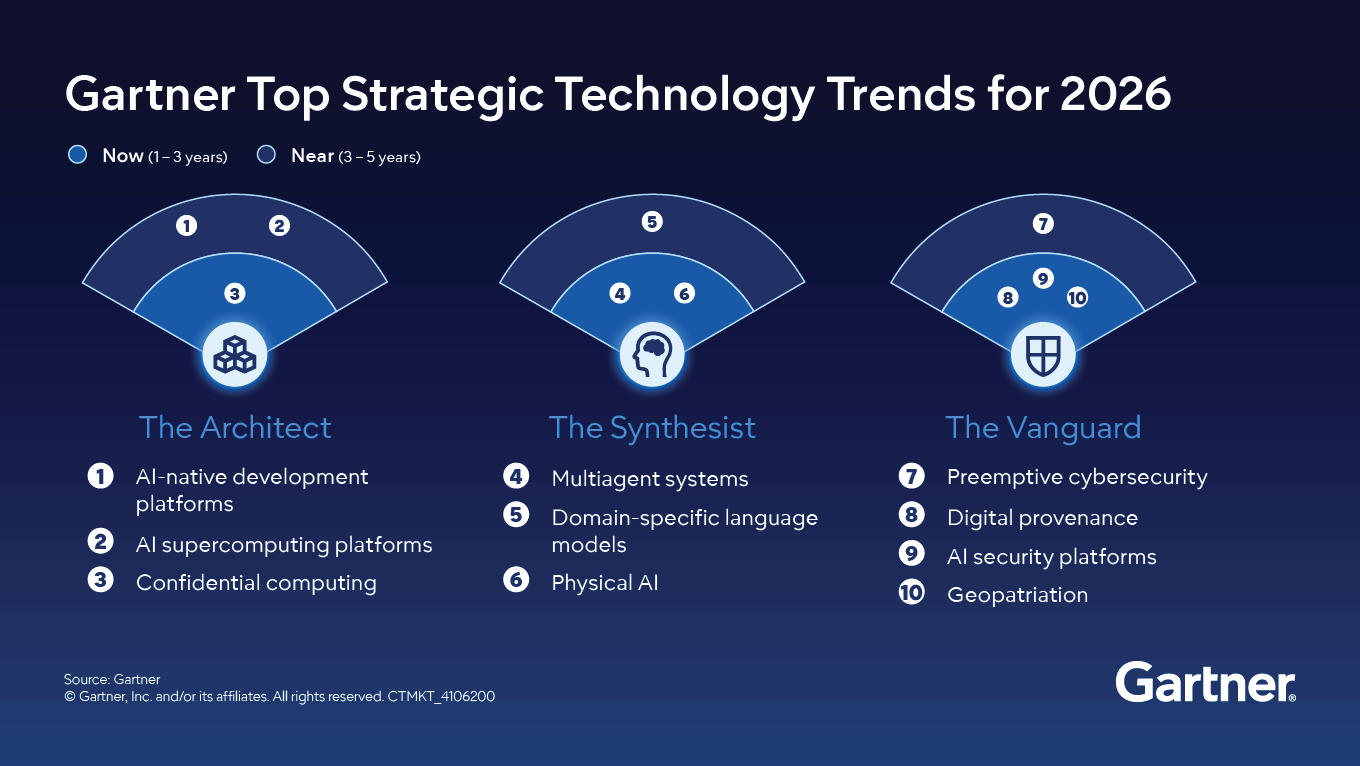 Gartner Top Strategic Technology Trends for 2026
Now (1 – 3 years) Near (3 – 5 years)
1 2
3
5
4 6
7
9
8 10
The Architect
1 AI-native development
platforms
2 AI supercomputing platforms
3 Confidential computing
The Synthesist
4 Multiagent systems
5 Domain-specific language
models
6 Physical AI
The Vanguard
7 Preemptive cybersecurity
8 Digital provenance
9 AI security platforms
10 Geopatriation
Source: Gartner
© Gartner, Inc. and/or its affiliates. All rights reserved. CTMKT_4106200
Gartner®